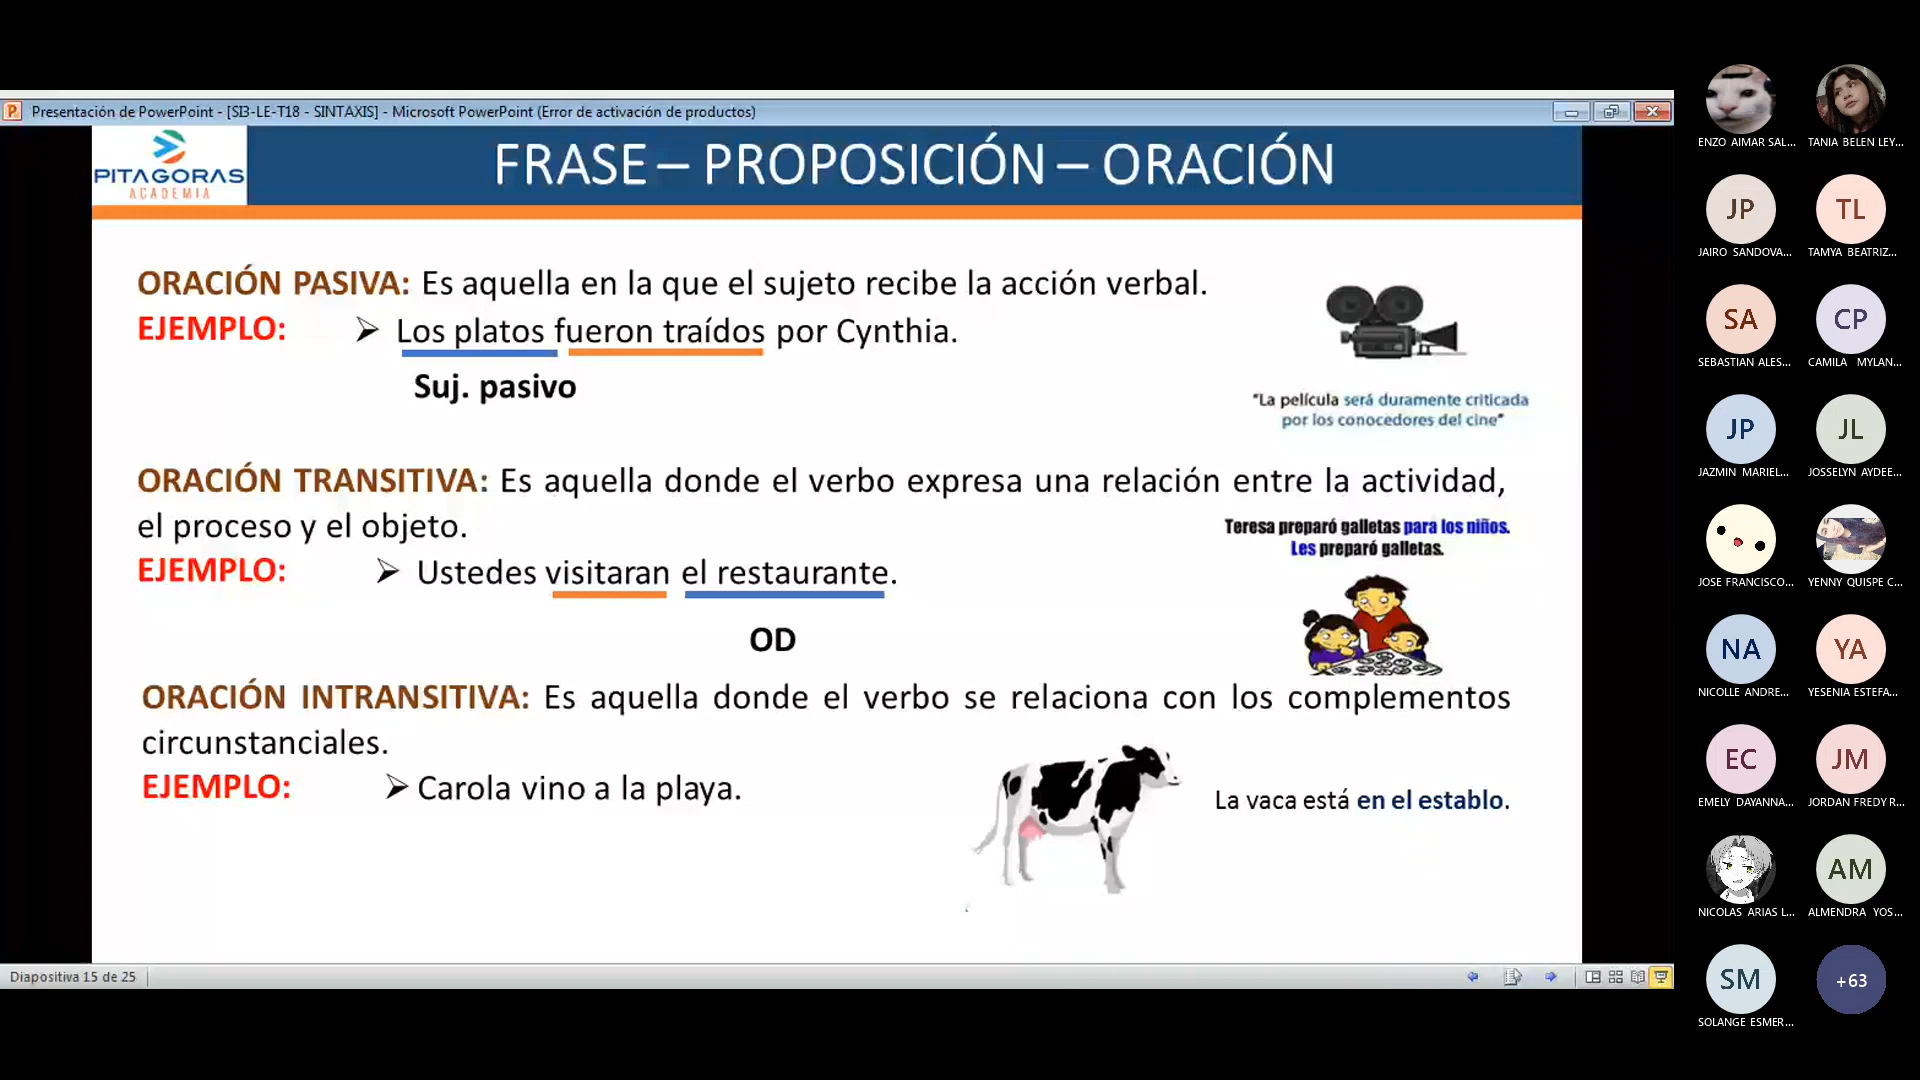 Presentación de PowerPoint - [SI3-LE-T18 - SINTAXIS] - Microsoft PowerPoint (Error de activación de productos)
PITAGORAS
ACADEMIA
FRASE – PROPOSICIÓN – ORACIÓN
ORACIÓN PASIVA: Es aquella en la que el sujeto recibe la acción verbal.
EJEMPLO: ➢ Los platos fueron traídos por Cynthia.
Suj. pasivo
"La película será duramente criticada
por los conocedores del cine"
ORACIÓN TRANSITIVA: Es aquella donde el verbo expresa una relación entre la actividad,
el proceso y el objeto.
Teresa preparó galletas para los niños.
Les preparó galletas.
EJEMPLO: ➢ Ustedes visitaran el restaurante.
OD
ORACIÓN INTRANSITIVA: Es aquella donde el verbo se relaciona con los complementos
circunstanciales.
EJEMPLO: ➢ Carola vino a la playa.
La vaca está en el establo.
Diapositiva 15 de 25
ENZO AIMAR SAL...
TANIA BELEN LEY...
JP
TL
JAIRO SANDOVA...
TAMYA BEATRIZ...
SA
CP
SEBASTIAN ALES...
CAMILA MYLAN...
JP
JL
JAZMIN MARIEL...
JOSSELYN AYDEE...
JOSE FRANCISCO...
YENNY QUISPE C...
NA
YA
NICOLLE ANDRE...
YESENIA ESTEFA...
EC
JM
EMELY DAYANNA...
JORDAN FREDY R...
AM
NICOLAS ARIAS L...
ALMENDRA YOS...
SM
+63
SOLANGE ESMER...